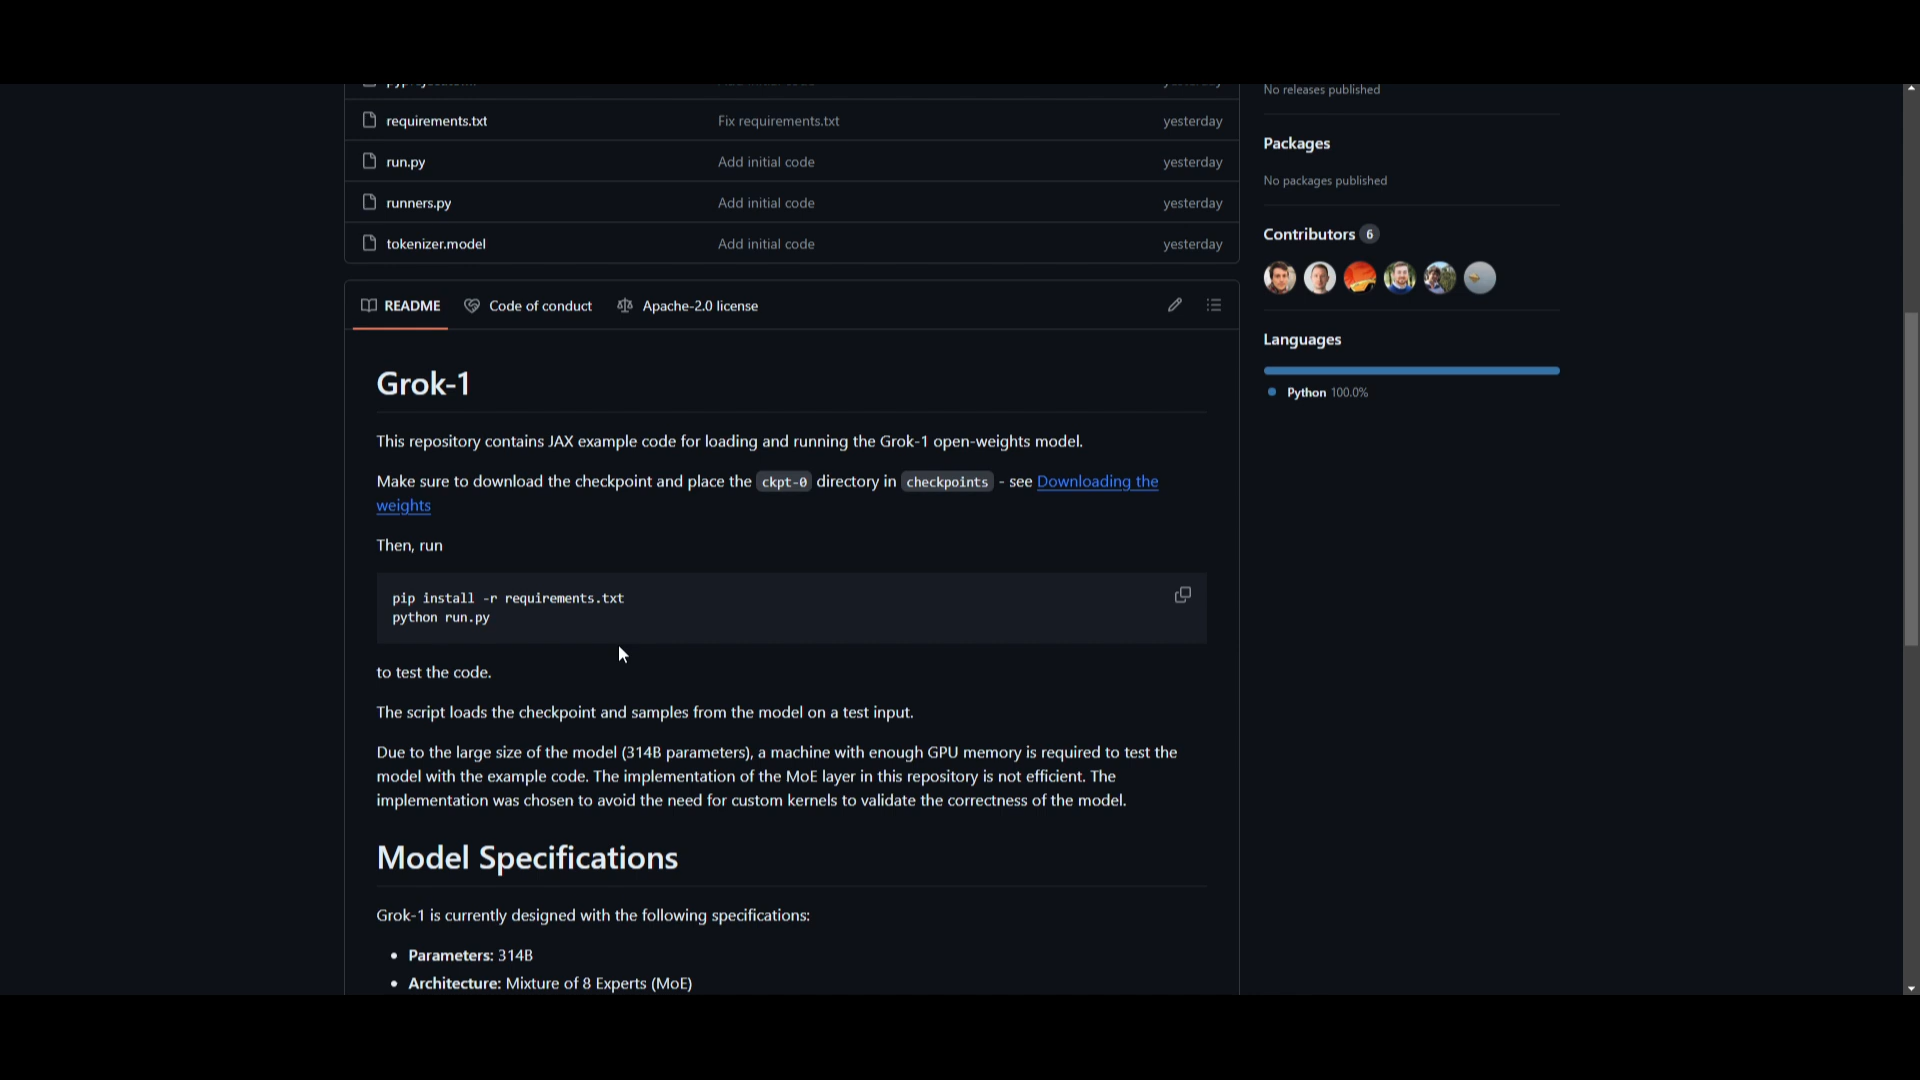 No releases published
requirements.txt Fix requirements.txt yesterday
run.py Add initial code yesterday
runners.py Add initial code yesterday
tokenizer.model Add initial code yesterday
Packages
No packages published
Contributors 6
Languages
Python 100.0%
README Code of conduct Apache-2.0 license
Grok-1
This repository contains JAX example code for loading and running the Grok-1 open-weights model.
Make sure to download the checkpoint and place the ckpt-0 directory in checkpoints - see Downloading the
weights
Then, run
pip install -r requirements.txt
python run.py
to test the code.
The script loads the checkpoint and samples from the model on a test input.
Due to the large size of the model (314B parameters), a machine with enough GPU memory is required to test the
model with the example code. The implementation of the MoE layer in this repository is not efficient. The
implementation was chosen to avoid the need for custom kernels to validate the correctness of the model.
Model Specifications
Grok-1 is currently designed with the following specifications:
• Parameters: 314B
• Architecture: Mixture of 8 Experts (MoE)